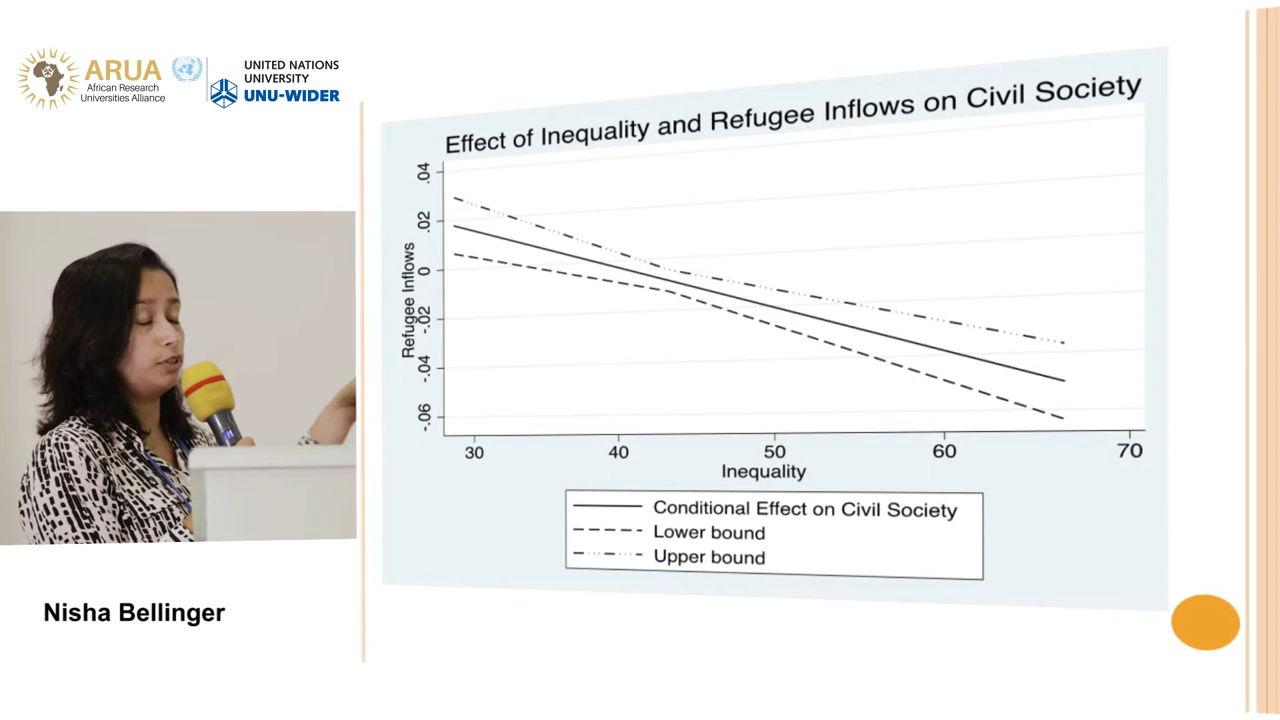 ARUA
African Research
Universities Alliance
UNITED NATIONS
UNIVERSITY
UNU-WIDER
Effect of Inequality and Refugee Inflows on Civil Society
Refugee Inflows
.04
.02
0
-.02
-.04
-.06
30 40 50 60 70
Inequality
Conditional Effect on Civil Society
Lower bound
Upper bound
Nisha Bellinger